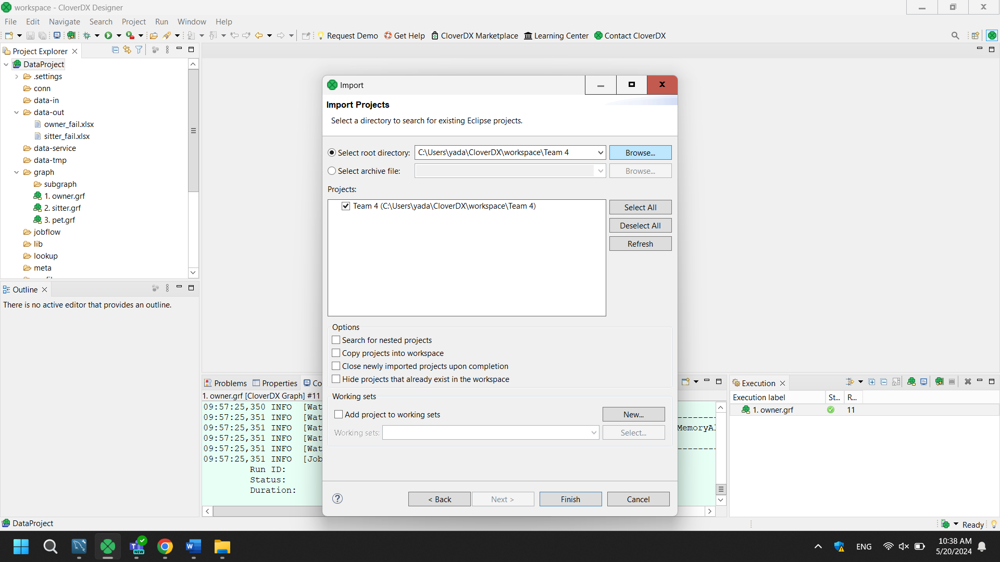 workspace - CloverDX Designer
File Edit Navigate Search Project Run Window Help
Request Demo Get Help CloverDX Marketplace Learning Center Contact CloverDX
Project Explorer
DataProject
.settings
conn
data-in
data-out
owner_fail.xlsx
sitter_fail.xlsx
data-service
data-tmp
graph
subgraph
1. owner.grf
2. sitter.grf
3. pet.grf
jobflow
lib
lookup
meta
Outline
There is no active editor that provides an outline.
Import
Import Projects
Select a directory to search for existing Eclipse projects.
Select root directory: C:\Users\yada\CloverDX\workspace\Team 4 Browse...
Select archive file: Browse...
Projects:
Team 4 (C:\Users\yada\CloverDX\workspace\Team 4)
Select All
Deselect All
Refresh
Options
Search for nested projects
Copy projects into workspace
Close newly imported projects upon completion
Hide projects that already exist in the workspace
Working sets
Add project to working sets New...
Working sets: Select...
< Back Next > Finish Cancel
Problems Properties Co
1. owner.grf [CloverDX Graph] #11
09:57:25,350 INFO [Wat
09:57:25,351 INFO [Wat --------
09:57:25,351 INFO [Wat MemoryAl
09:57:25,351 INFO [Wat
09:57:25,351 INFO [Wat --------
09:57:25,351 INFO [Job
Run ID:
Status:
Duration:
Execution
Execution label St... R...
1. owner.grf 11
DataProject
Ready
NEW
ENG
10:38 AM
5/20/2024